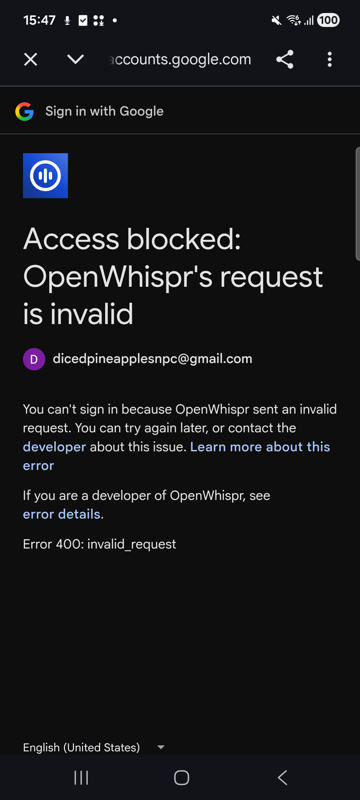 15:47
100
accounts.google.com
Sign in with Google
Access blocked:
OpenWhispr's request
is invalid
D dicedpineapplesnpc@gmail.com
You can't sign in because OpenWhispr sent an invalid
request. You can try again later, or contact the
developer about this issue. Learn more about this
error
If you are a developer of OpenWhispr, see
error details.
Error 400: invalid_request
English (United States)